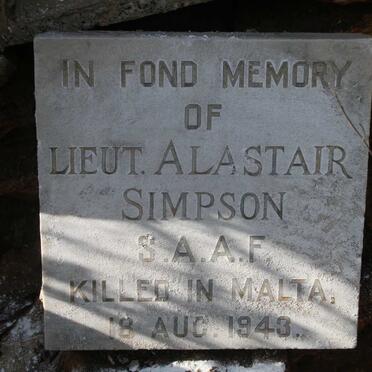 IN FOND MEMORY
OF
LIEUT. ALASTAIR
SIMPSON
S.A.A.F.
KILLED IN MALTA,
18 AUG. 1943.